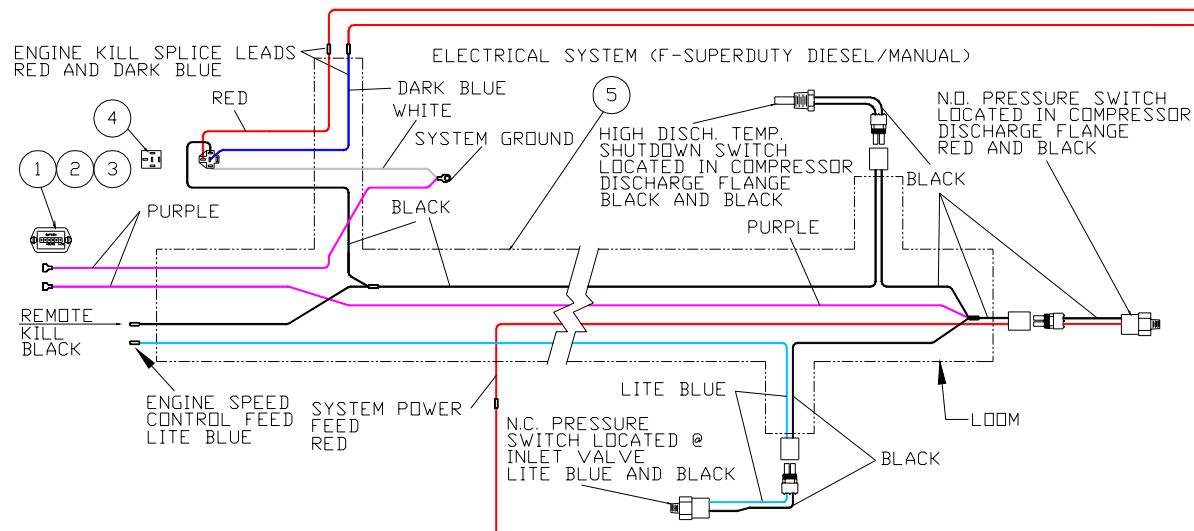 ELECTRICAL SYSTEM (F-SUPERDUTY DIESEL/MANUAL)
ENGINE KILL SPLICE LEADS
RED AND DARK BLUE
DARK BLUE
RED
WHITE
SYSTEM GROUND
4
1
2
3
5
PURPLE
BLACK
HIGH DISCH. TEMP.
SHUTDOWN SWITCH
LOCATED IN COMPRESSOR
DISCHARGE FLANGE
BLACK AND BLACK
N.O. PRESSURE SWITCH
LOCATED IN COMPRESSOR
DISCHARGE FLANGE
RED AND BLACK
BLACK
PURPLE
REMOTE
KILL
BLACK
ENGINE SPEED
CONTROL FEED
LITE BLUE
SYSTEM POWER
FEED
RED
LITE BLUE
N.C. PRESSURE
SWITCH LOCATED @
INLET VALVE
LITE BLUE AND BLACK
BLACK
LOOM